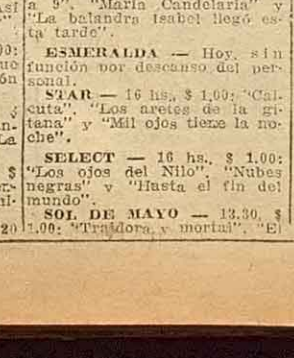 a 9". "María Candelaria" y
"La balandra Isabel llegó es-
ta tarde".
ESMERALDA — Hoy, sin
función por descanso del per-
sonal.
STAR — 16 hs., $ 1,00: "Cal-
cuta", "Los aretes de la gi-
tana" y "Mil ojos tiene la no-
che".
SELECT — 16 hs., $ 1.00:
"Los ojos del Nilo", "Nubes
negras" y "Hasta el fin del
mundo".
SOL DE MAYO — 13.30, $
1.00: "Traidora y mortal". "El